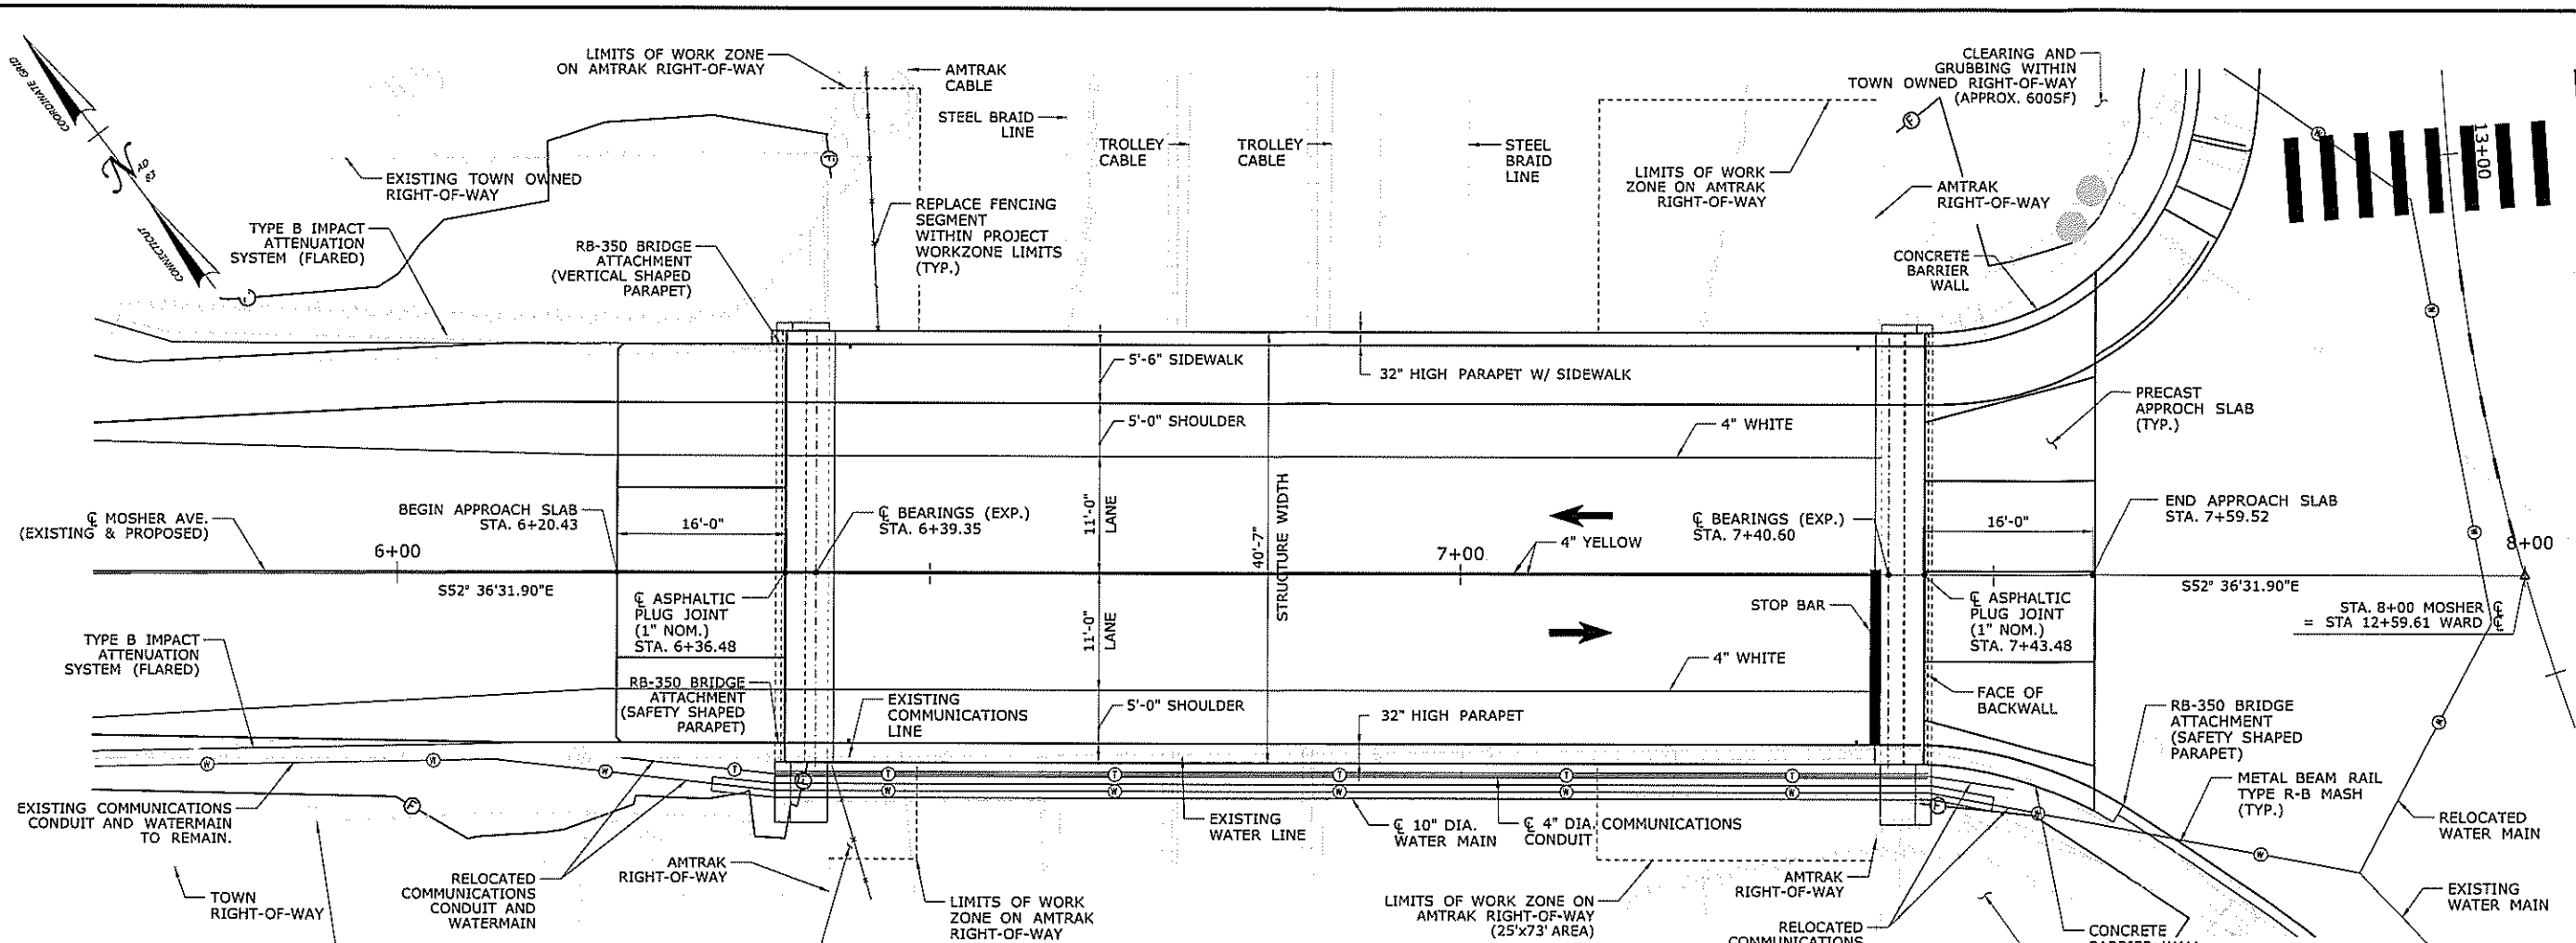 LIMITS OF WORK ZONE
ON AMTRAK RIGHT-OF-WAY
AMTRAK
CABLE
CLEARING AND
GRUBBING WITHIN
TOWN OWNED RIGHT-OF-WAY
(APPROX. 600SF)
COORDINATE GRID
N
CONNECTICUT
STEEL BRAID
LINE
TROLLEY
CABLE
TROLLEY
CABLE
STEEL
BRAID
LINE
13+00
EXISTING TOWN OWNED
RIGHT-OF-WAY
LIMITS OF WORK
ZONE ON AMTRAK
RIGHT-OF-WAY
AMTRAK
RIGHT-OF-WAY
TYPE B IMPACT
ATTENUATION
SYSTEM (FLARED)
RB-350 BRIDGE
ATTACHMENT
(VERTICAL SHAPED
PARAPET)
REPLACE FENCING
SEGMENT
WITHIN PROJECT
WORKZONE LIMITS
(TYP.)
CONCRETE
BARRIER
WALL
5'-6" SIDEWALK
32" HIGH PARAPET W/ SIDEWALK
5'-0" SHOULDER
4" WHITE
PRECAST
APPROCH SLAB
(TYP.)
℄ MOSHER AVE.
(EXISTING & PROPOSED)
BEGIN APPROACH SLAB
STA. 6+20.43
16'-0"
℄ BEARINGS (EXP.)
STA. 6+39.35
11'-0"
LANE
40'-7"
STRUCTURE WIDTH
℄ BEARINGS (EXP.)
STA. 7+40.60
16'-0"
END APPROACH SLAB
STA. 7+59.52
6+00
7+00
4" YELLOW
8+00
S52° 36'31.90"E
S52° 36'31.90"E
℄ ASPHALTIC
PLUG JOINT
(1" NOM.)
STA. 6+36.48
11'-0"
LANE
STOP BAR
℄ ASPHALTIC
PLUG JOINT
(1" NOM.)
STA. 7+43.48
STA. 8+00 MOSHER ℄
= STA 12+59.61 WARD ℄
TYPE B IMPACT
ATTENUATION
SYSTEM (FLARED)
4" WHITE
RB-350 BRIDGE
ATTACHMENT
(SAFETY SHAPED
PARAPET)
EXISTING
COMMUNICATIONS
LINE
5'-0" SHOULDER
32" HIGH PARAPET
FACE OF
BACKWALL
RB-350 BRIDGE
ATTACHMENT
(SAFETY SHAPED
PARAPET)
W W W T T T T T T
W W W W W
F F F
EXISTING COMMUNICATIONS
CONDUIT AND WATERMAIN
TO REMAIN.
EXISTING
WATER LINE
℄ 10" DIA.
WATER MAIN
℄ 4" DIA. COMMUNICATIONS
CONDUIT
METAL BEAM RAIL
TYPE R-B MASH
(TYP.)
RELOCATED
WATER MAIN
TOWN
RIGHT-OF-WAY
RELOCATED
COMMUNICATIONS
CONDUIT AND
WATERMAIN
AMTRAK
RIGHT-OF-WAY
LIMITS OF WORK
ZONE ON AMTRAK
RIGHT-OF-WAY
LIMITS OF WORK ZONE ON
AMTRAK RIGHT-OF-WAY
(25'x73' AREA)
AMTRAK
RIGHT-OF-WAY
RELOCATED
COMMUNICATIONS
CONCRETE
BARRIER WALL
EXISTING
WATER MAIN